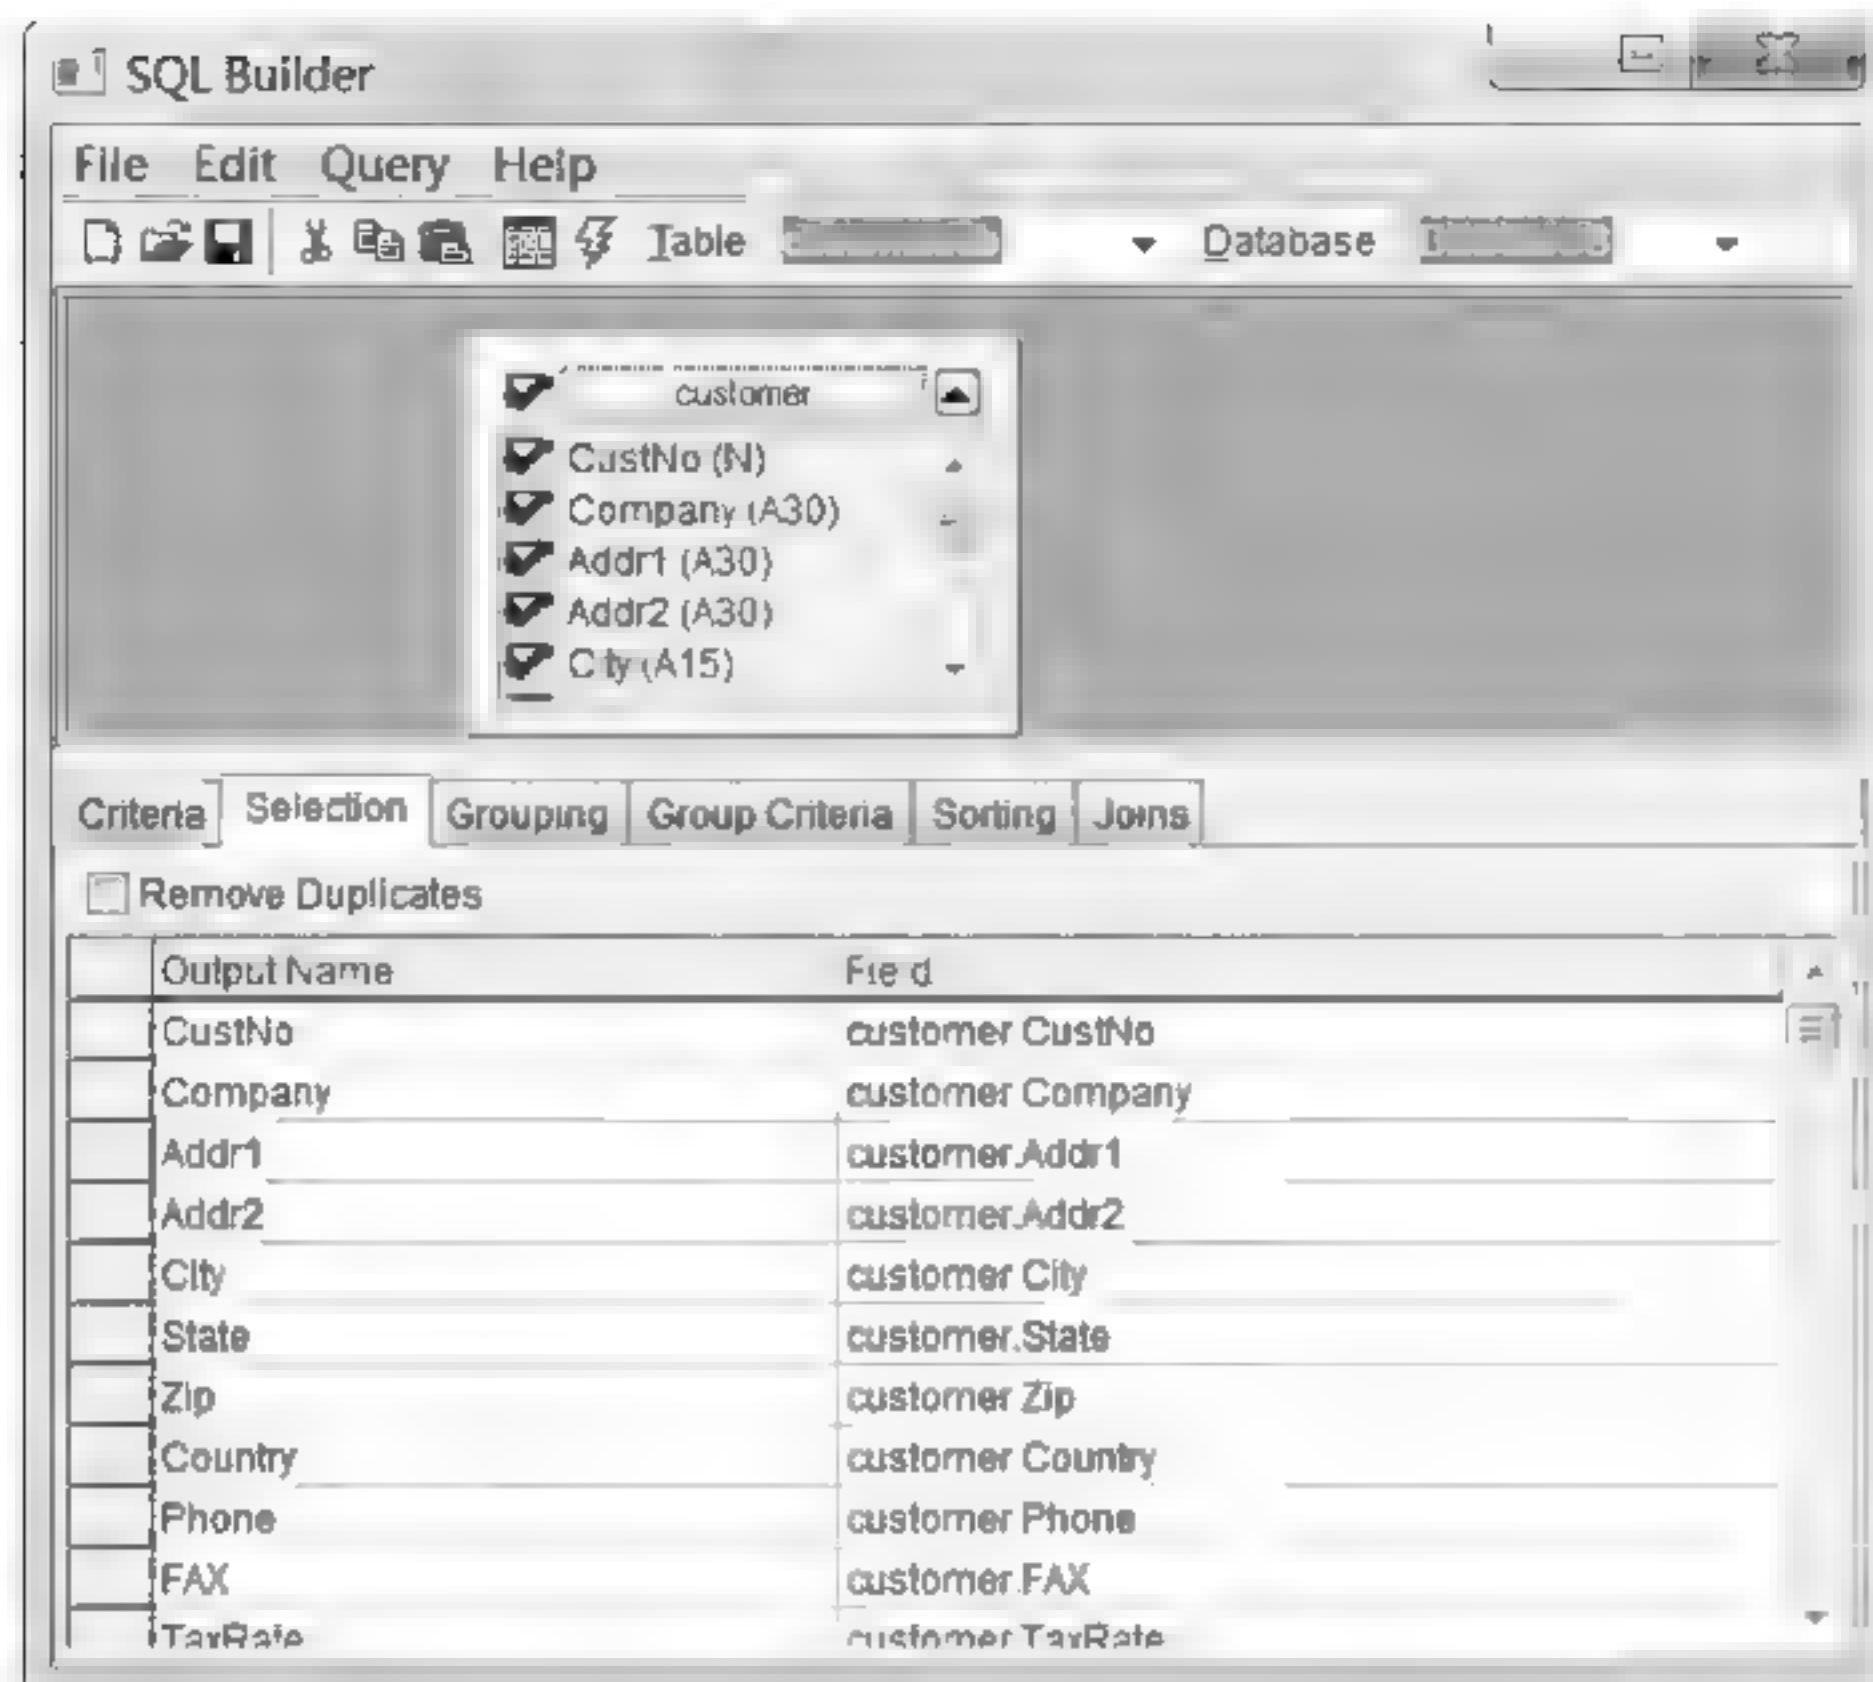 SQL Builder
File Edit Query Help
Table Database
customer
CustNo (N)
Company (A30)
Addr1 (A30)
Addr2 (A30)
City (A15)
Criteria Selection Grouping Group Criteria Sorting Joins
Remove Duplicates
Output Name Field
CustNo customer.CustNo
Company customer.Company
Addr1 customer.Addr1
Addr2 customer.Addr2
City customer.City
State customer.State
Zip customer.Zip
Country customer.Country
Phone customer.Phone
FAX customer.FAX
TaxRate customer.TaxRate